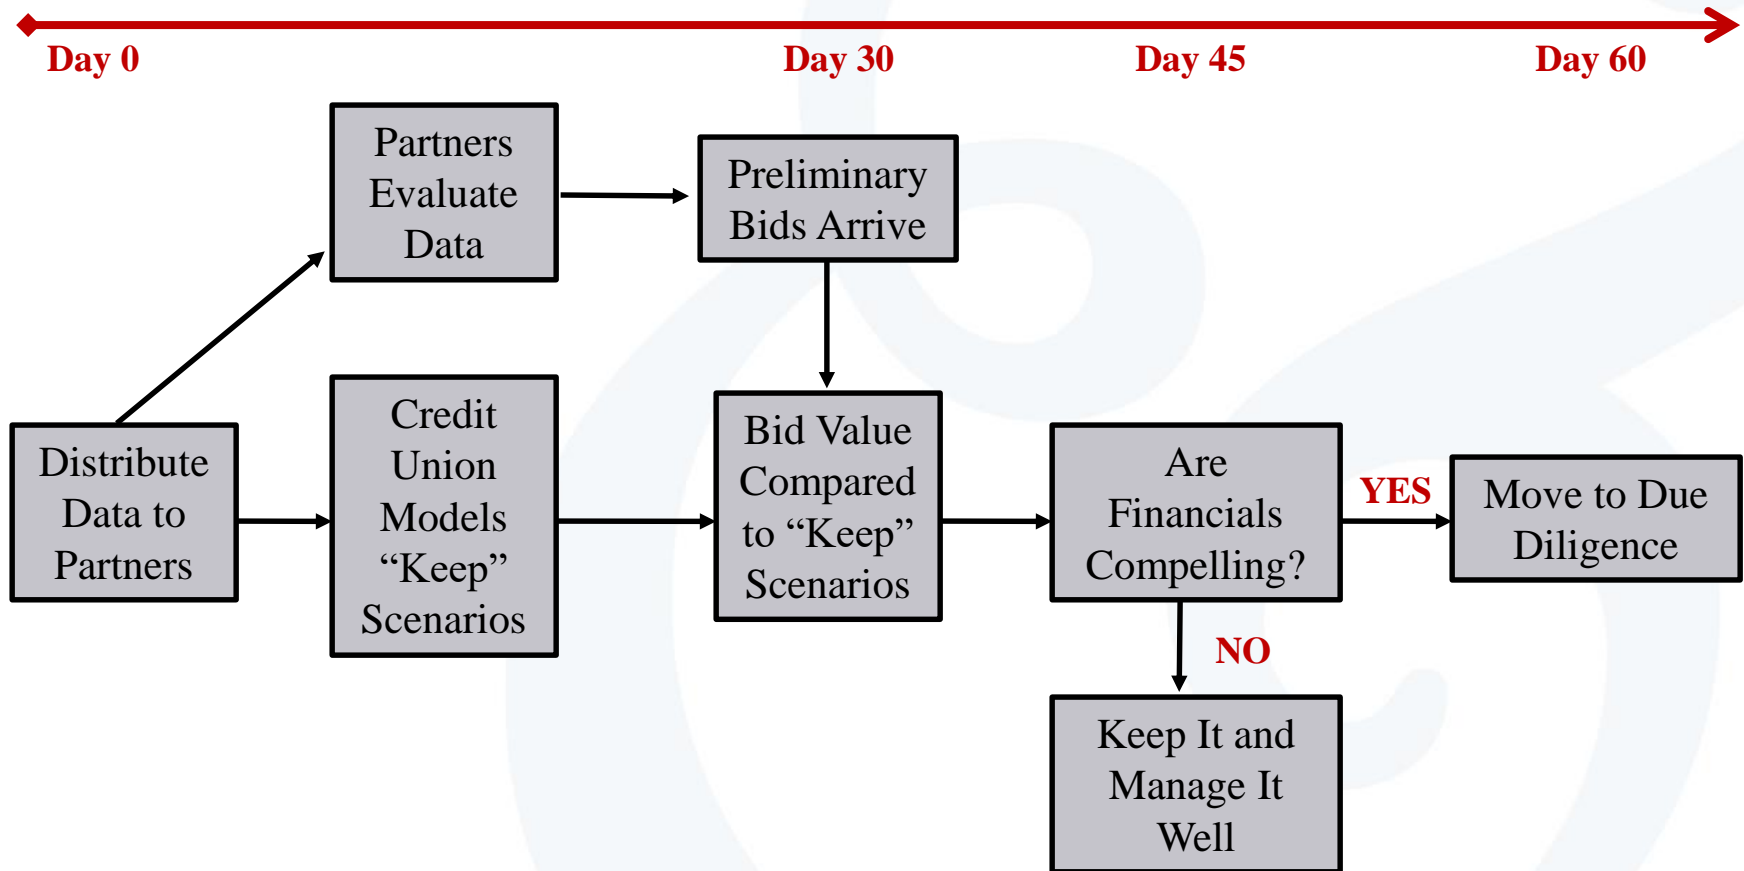 Day 0
Day 30
Day 45
Day 60
Partners
Evaluate
Data
Preliminary
Bids Arrive
Distribute
Data to
Partners
Credit
Union
Models
“Keep”
Scenarios
Bid Value
Compared
to “Keep”
Scenarios
Are
Financials
Compelling?
YES
Move to Due
Diligence
NO
Keep It and
Manage It
Well